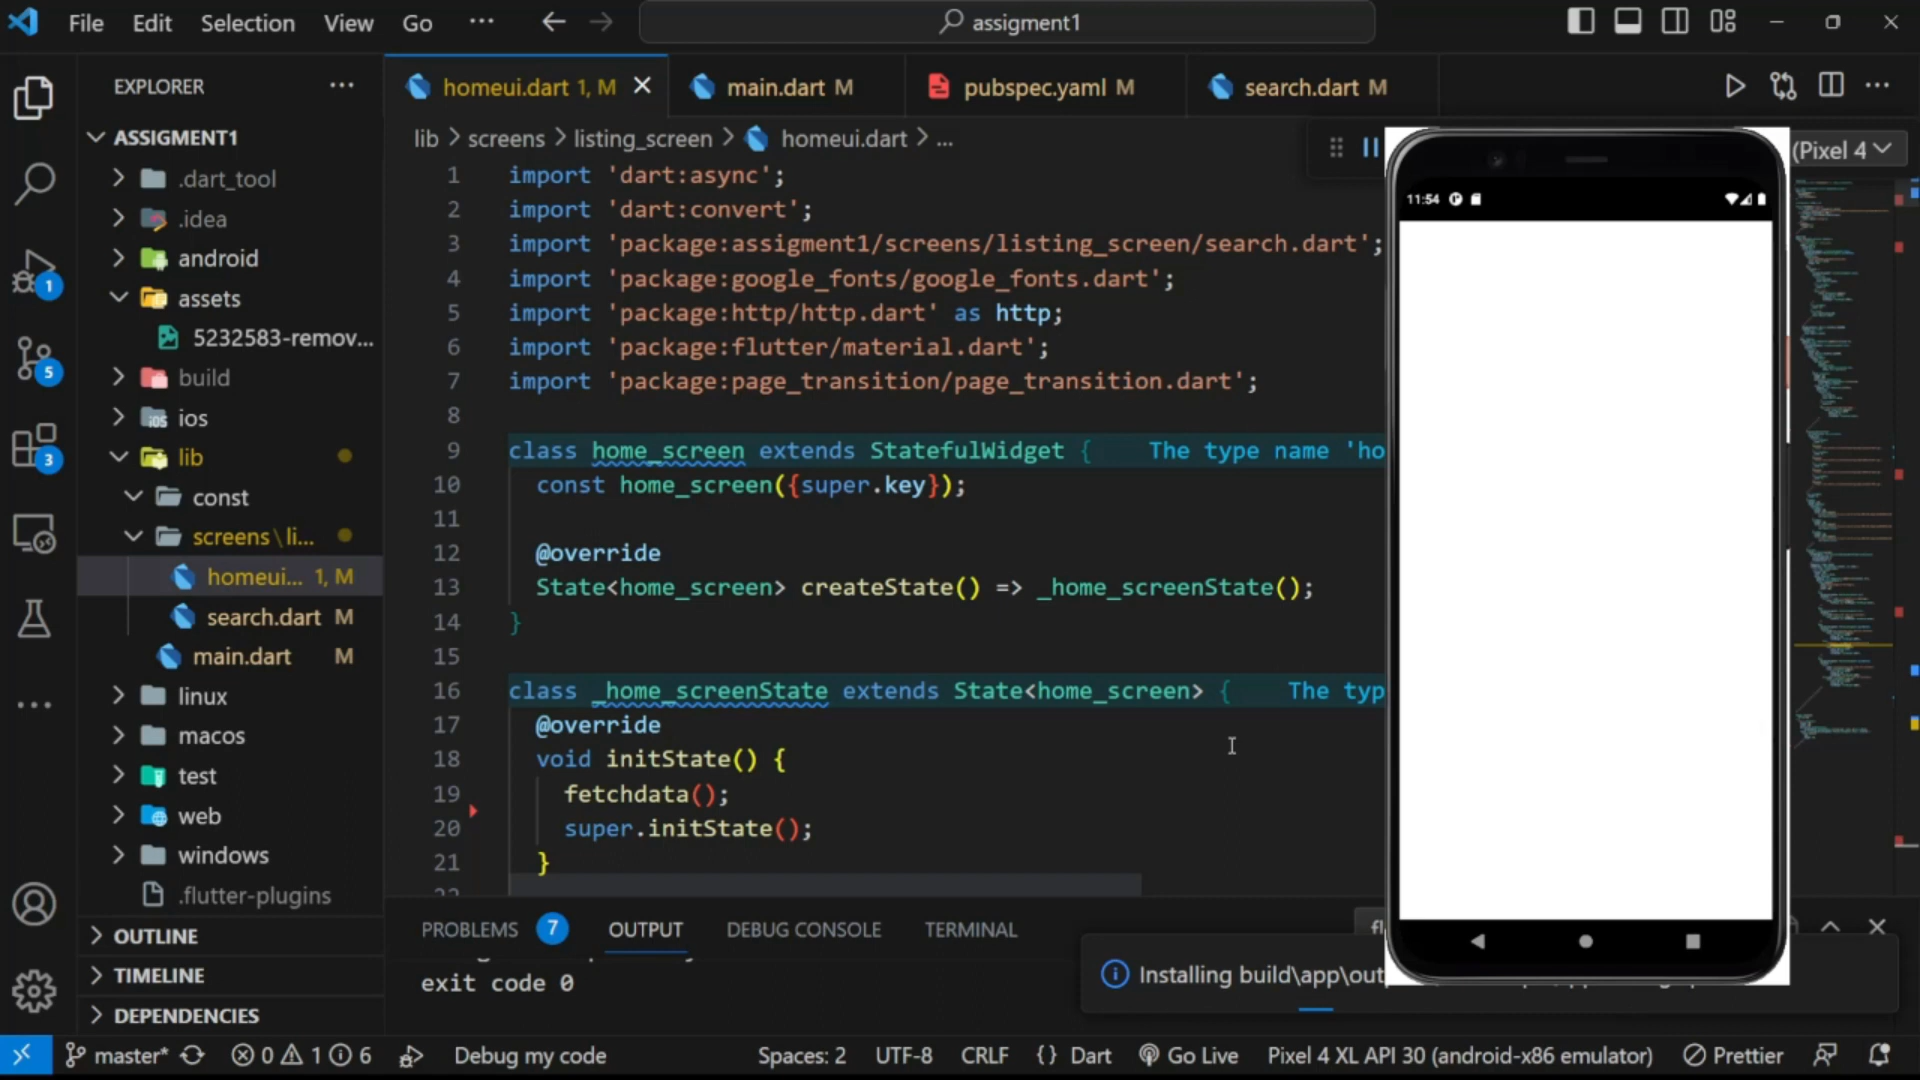 File Edit Selection View Go ··· assigment1
EXPLORER ···
homeui.dart 1, M
main.dart M
pubspec.yaml M
search.dart M
lib > screens > listing_screen > homeui.dart > ...
(Pixel 4
ASSIGMENT1
.dart_tool
.idea
android
assets
5232583-remov...
build
ios
lib
const
screens\li...
homeui... 1, M
search.dart M
main.dart M
linux
macos
test
web
windows
.flutter-plugins
OUTLINE
TIMELINE
DEPENDENCIES
1
5
3
1 import 'dart:async';
2 import 'dart:convert';
3 import 'package:assigment1/screens/listing_screen/search.dart';
4 import 'package:google_fonts/google_fonts.dart';
5 import 'package:http/http.dart' as http;
6 import 'package:flutter/material.dart';
7 import 'package:page_transition/page_transition.dart';
8
9 class home_screen extends StatefulWidget { The type name 'ho
10 const home_screen({super.key});
11
12 @override
13 State<home_screen> createState() => _home_screenState();
14 }
15
16 class _home_screenState extends State<home_screen> { The typ
17 @override
18 void initState() {
19 fetchdata();
20 super.initState();
21 }
11:54
PROBLEMS 7 OUTPUT DEBUG CONSOLE TERMINAL
exit code 0
Installing build\app\out
master* 0 1 6 Debug my code Spaces: 2 UTF-8 CRLF {} Dart Go Live Pixel 4 XL API 30 (android-x86 emulator) Prettier